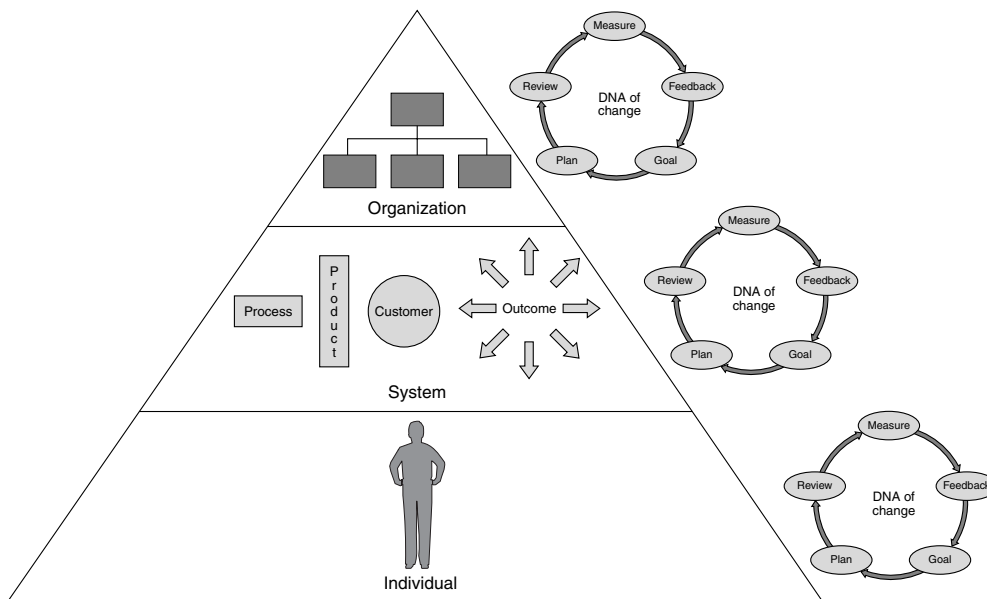 Measure
Review
Feedback
DNA of
change
Plan
Goal
Organization
Measure
Review
Feedback
DNA of
change
Plan
Goal
Process
Product
Customer
Outcome
System
Measure
Review
Feedback
DNA of
change
Plan
Goal
Individual